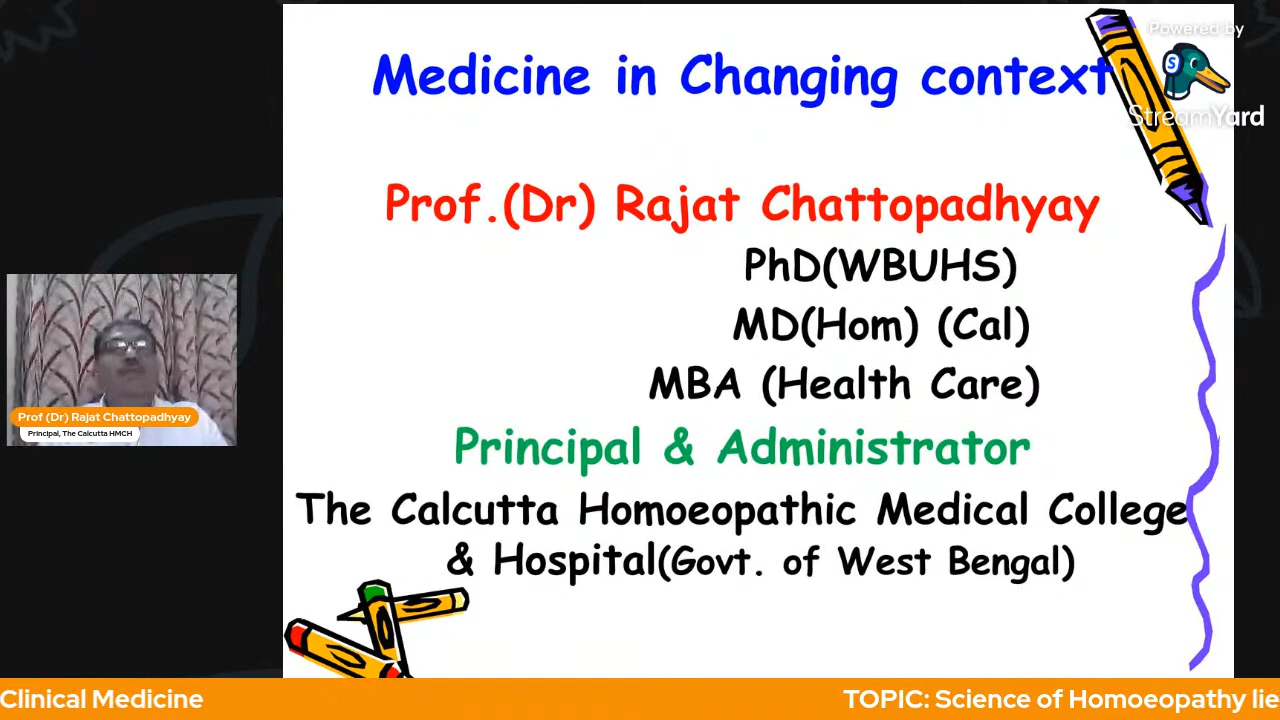 Powered by
StreamYard
Medicine in Changing context
Prof.(Dr) Rajat Chattopadhyay
PhD(WBUHS)
MD(Hom) (Cal)
MBA (Health Care)
Principal & Administrator
The Calcutta Homoeopathic Medical College
& Hospital(Govt. of West Bengal)
Prof (Dr) Rajat Chattopadhyay
Principal, The Calcutta HMCH
Clinical Medicine
TOPIC: Science of Homoeopathy lie